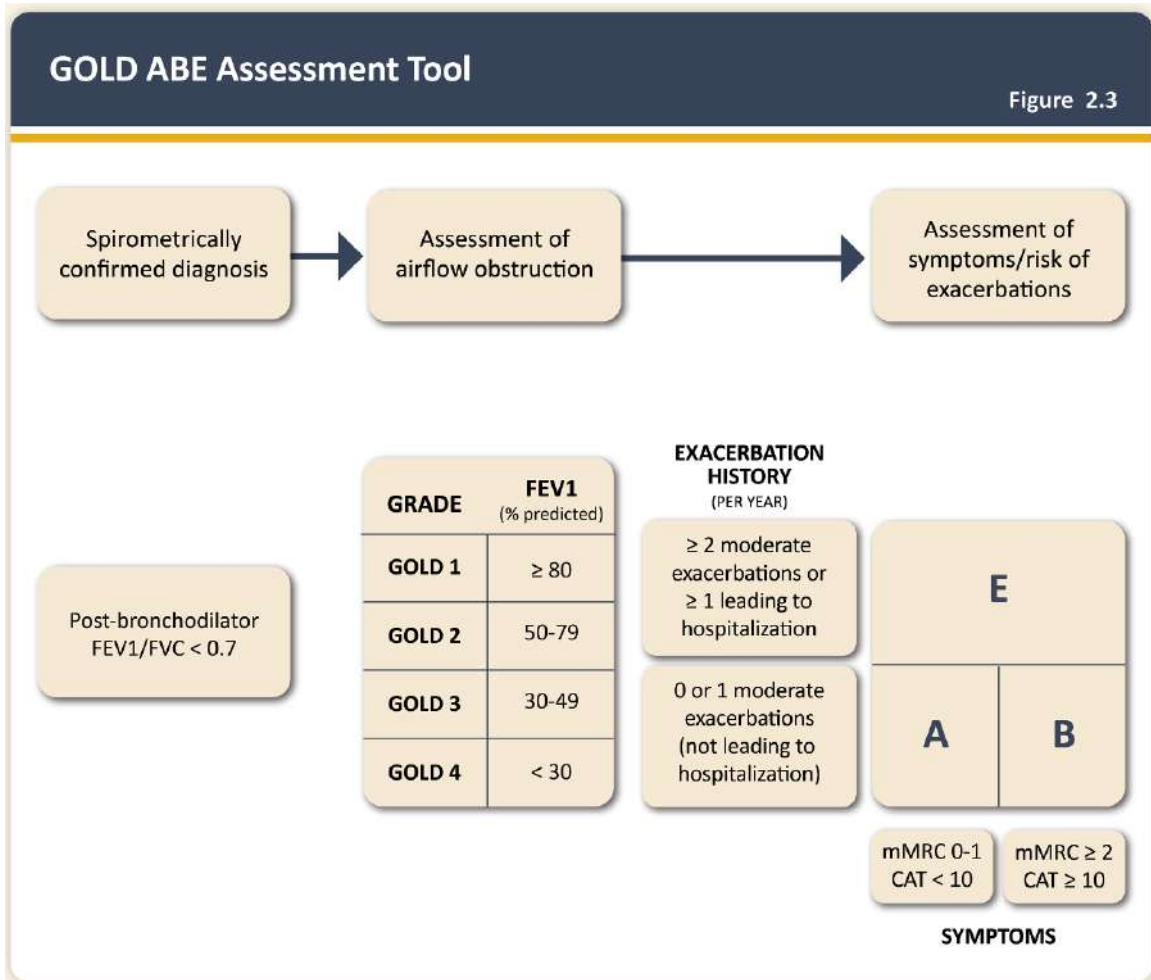 GOLD ABE Assessment Tool
Figure 2.3
Spirometrically
confirmed diagnosis
Assessment of
airflow obstruction
Assessment of
symptoms/risk of
exacerbations
Post-bronchodilator
FEV1/FVC < 0.7
GRADE
FEV1
(% predicted)
GOLD 1
≥ 80
GOLD 2
50-79
GOLD 3
30-49
GOLD 4
< 30
EXACERBATION
HISTORY
(PER YEAR)
≥ 2 moderate
exacerbations or
≥ 1 leading to
hospitalization
0 or 1 moderate
exacerbations
(not leading to
hospitalization)
E
A
B
mMRC 0-1
CAT < 10
mMRC ≥ 2
CAT ≥ 10
SYMPTOMS